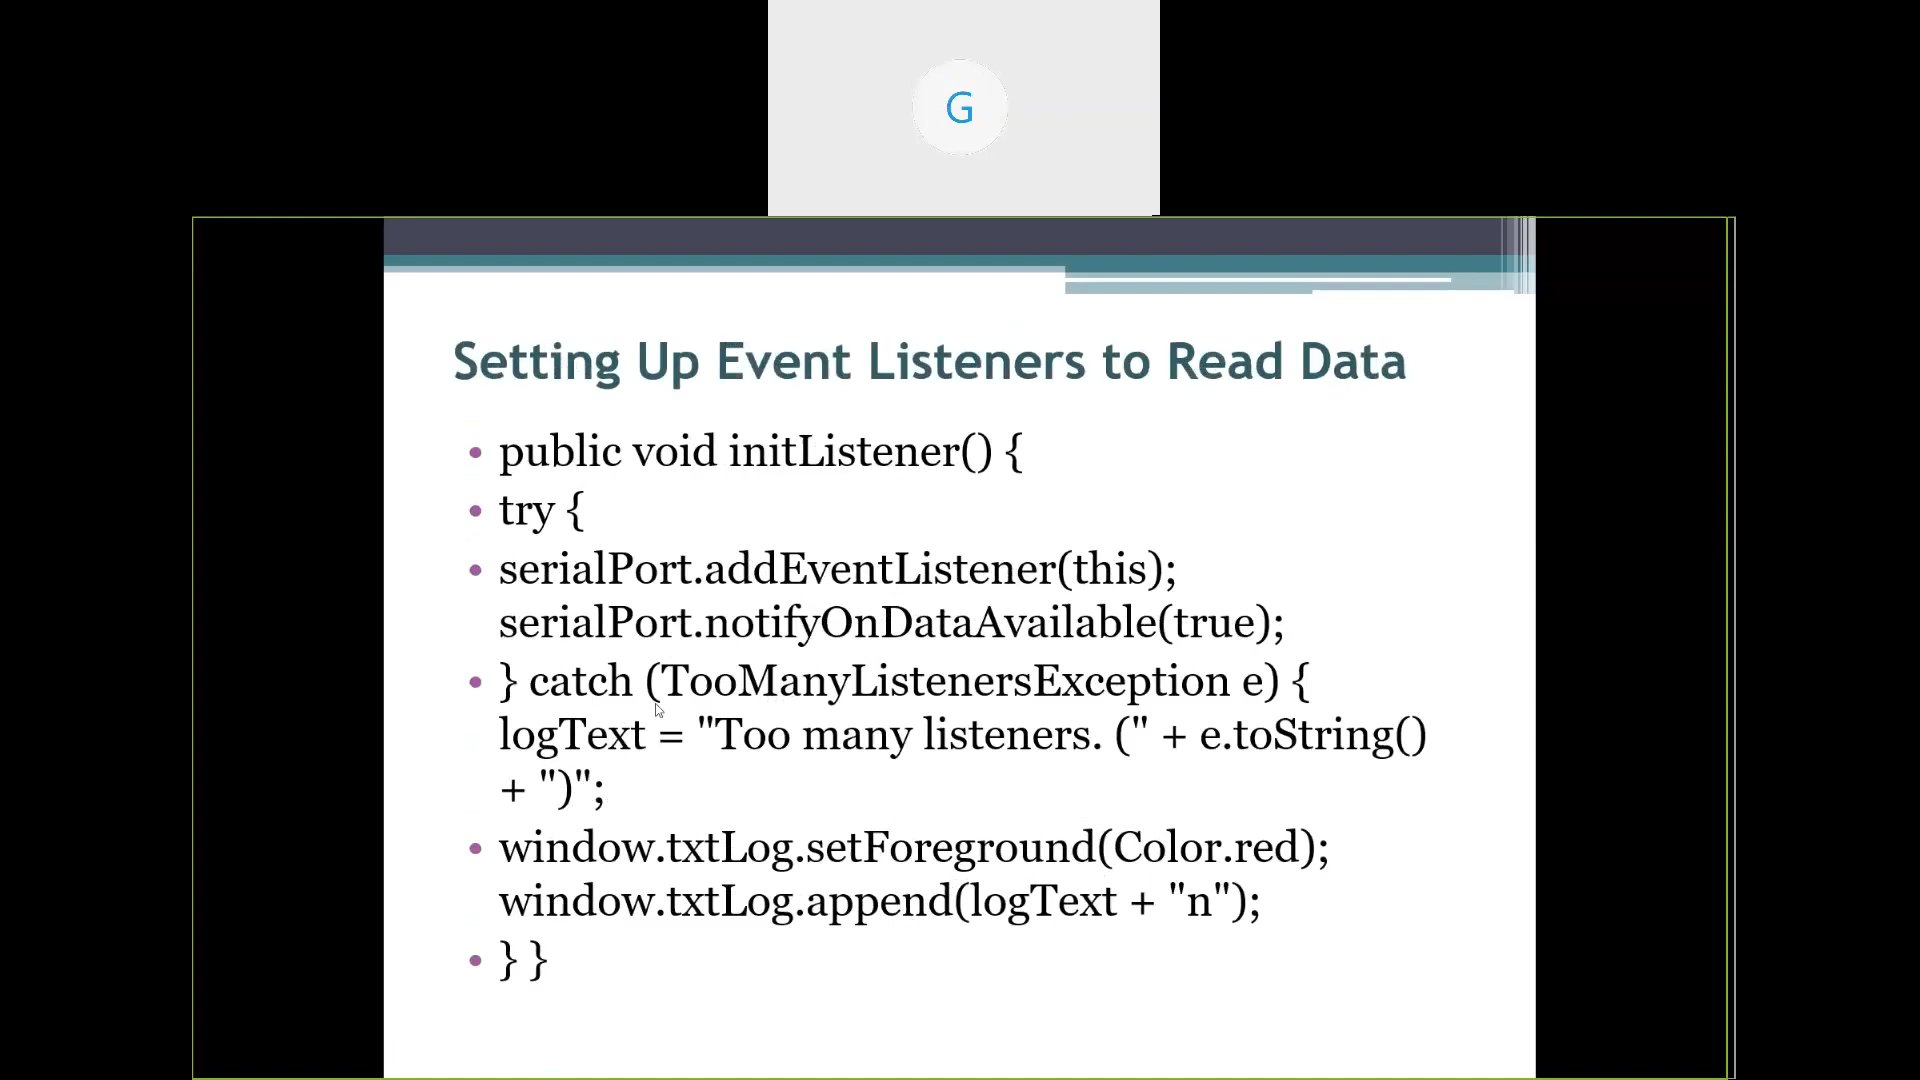 G
Setting Up Event Listeners to Read Data
• public void initListener() {
• try {
• serialPort.addEventListener(this);
serialPort.notifyOnDataAvailable(true);
• } catch (TooManyListenersException e) {
logText = "Too many listeners. (" + e.toString()
+ ")";
• window.txtLog.setForeground(Color.red);
window.txtLog.append(logText + "n");
• } }